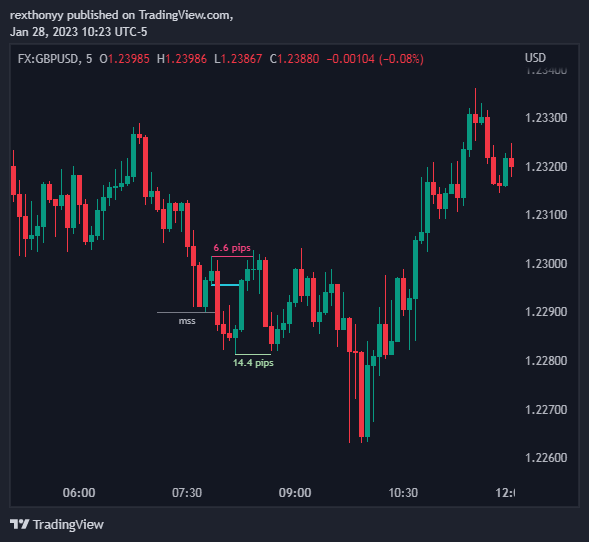 rexthonyy published on TradingView.com,
Jan 28, 2023 10:23 UTC-5
FX:GBPUSD, 5 O1.23985 H1.23986 L1.23867 C1.23880 −0.00104 (−0.08%)
USD
1.23400
1.23300
1.23200
1.23100
1.23000
1.22900
1.22800
1.22700
1.22600
6.6 pips
mss
14.4 pips
06:00 07:30 09:00 10:30 12:
TradingView